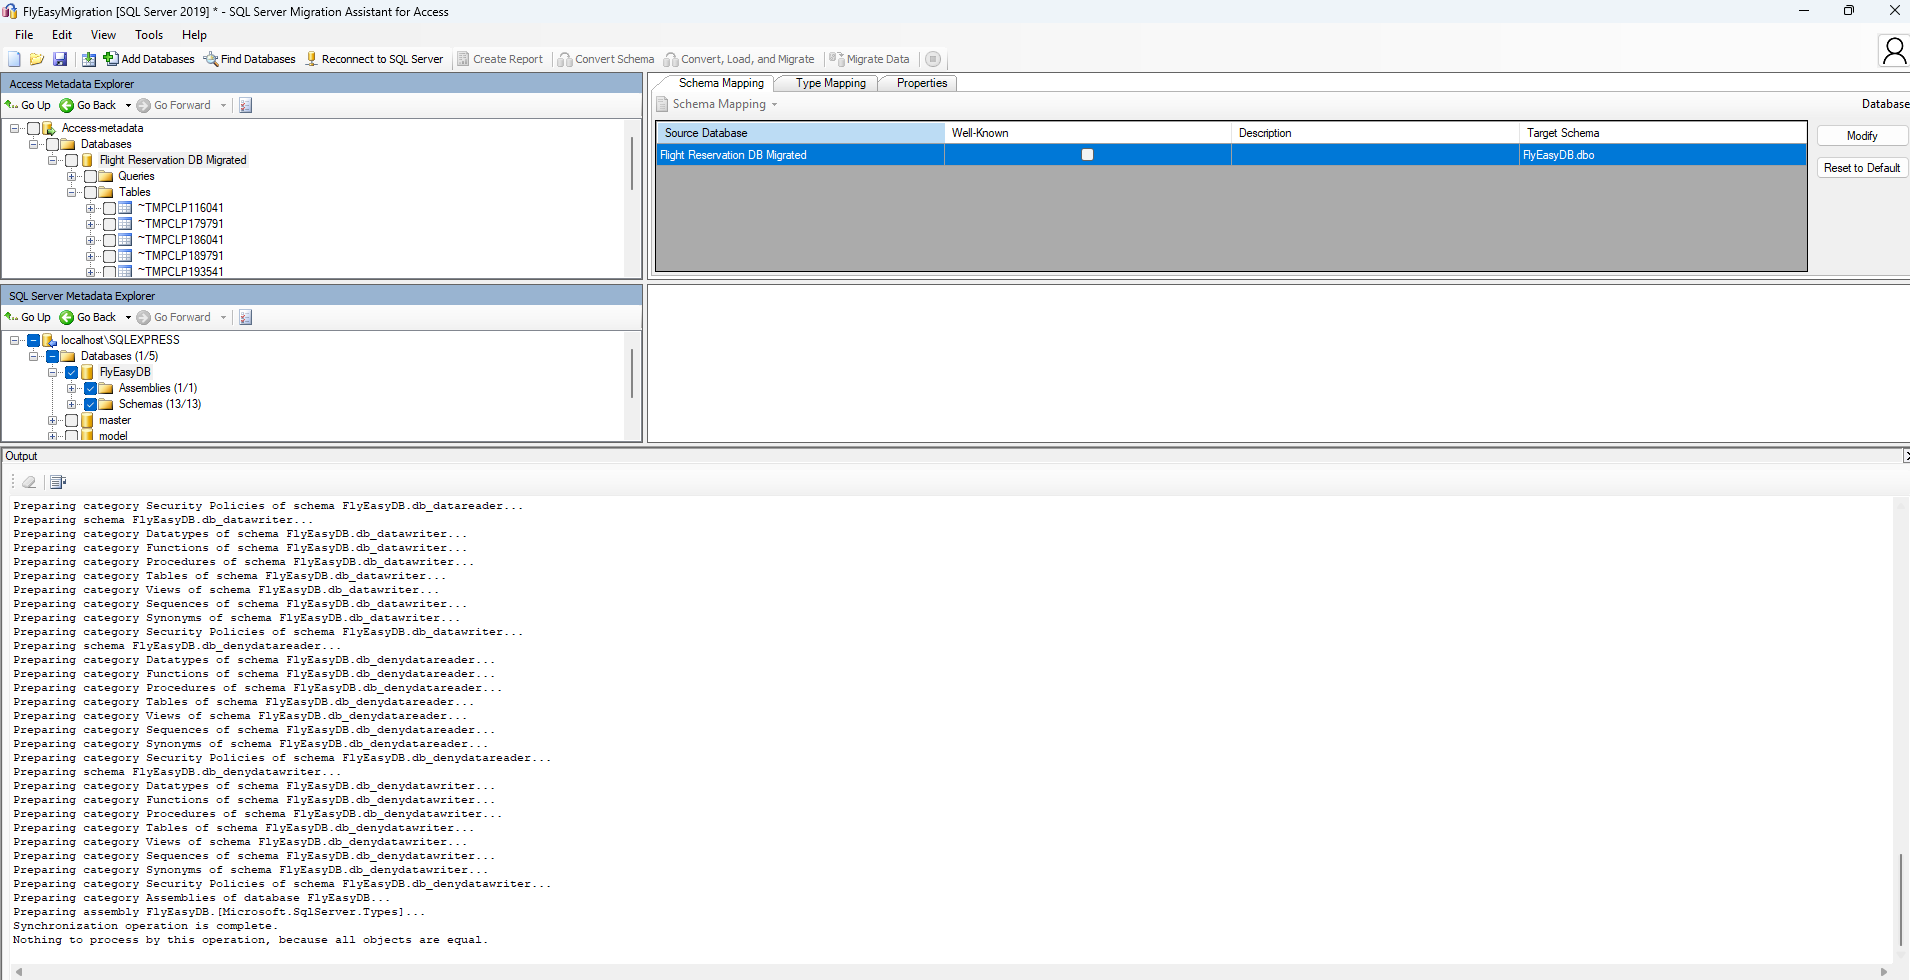 FlyEasyMigration [SQL Server 2019] * - SQL Server Migration Assistant for Access
File Edit View Tools Help
Add Databases Find Databases Reconnect to SQL Server Create Report Convert Schema Convert, Load, and Migrate Migrate Data
Access Metadata Explorer
Go Up Go Back Go Forward
Access-metadata
Databases
Flight Reservation DB Migrated
Queries
Tables
~TMPCLP116041
~TMPCLP179791
~TMPCLP186041
~TMPCLP189791
~TMPCLP193541
Schema Mapping Type Mapping Properties
Schema Mapping
Database
Source Database Well-Known Description Target Schema
Flight Reservation DB Migrated FlyEasyDB.dbo
Modify
Reset to Default
SQL Server Metadata Explorer
Go Up Go Back Go Forward
localhost\SQLEXPRESS
Databases (1/5)
FlyEasyDB
Assemblies (1/1)
Schemas (13/13)
master
model
Output
Preparing category Security Policies of schema FlyEasyDB.db_datareader...
Preparing schema FlyEasyDB.db_datawriter...
Preparing category Datatypes of schema FlyEasyDB.db_datawriter...
Preparing category Functions of schema FlyEasyDB.db_datawriter...
Preparing category Procedures of schema FlyEasyDB.db_datawriter...
Preparing category Tables of schema FlyEasyDB.db_datawriter...
Preparing category Views of schema FlyEasyDB.db_datawriter...
Preparing category Sequences of schema FlyEasyDB.db_datawriter...
Preparing category Synonyms of schema FlyEasyDB.db_datawriter...
Preparing category Security Policies of schema FlyEasyDB.db_datawriter...
Preparing schema FlyEasyDB.db_denydatareader...
Preparing category Datatypes of schema FlyEasyDB.db_denydatareader...
Preparing category Functions of schema FlyEasyDB.db_denydatareader...
Preparing category Procedures of schema FlyEasyDB.db_denydatareader...
Preparing category Tables of schema FlyEasyDB.db_denydatareader...
Preparing category Views of schema FlyEasyDB.db_denydatareader...
Preparing category Sequences of schema FlyEasyDB.db_denydatareader...
Preparing category Synonyms of schema FlyEasyDB.db_denydatareader...
Preparing category Security Policies of schema FlyEasyDB.db_denydatareader...
Preparing schema FlyEasyDB.db_denydatawriter...
Preparing category Datatypes of schema FlyEasyDB.db_denydatawriter...
Preparing category Functions of schema FlyEasyDB.db_denydatawriter...
Preparing category Procedures of schema FlyEasyDB.db_denydatawriter...
Preparing category Tables of schema FlyEasyDB.db_denydatawriter...
Preparing category Views of schema FlyEasyDB.db_denydatawriter...
Preparing category Sequences of schema FlyEasyDB.db_denydatawriter...
Preparing category Synonyms of schema FlyEasyDB.db_denydatawriter...
Preparing category Security Policies of schema FlyEasyDB.db_denydatawriter...
Preparing category Assemblies of database FlyEasyDB...
Preparing assembly FlyEasyDB.[Microsoft.SqlServer.Types]...
Synchronization operation is complete.
Nothing to process by this operation, because all objects are equal.